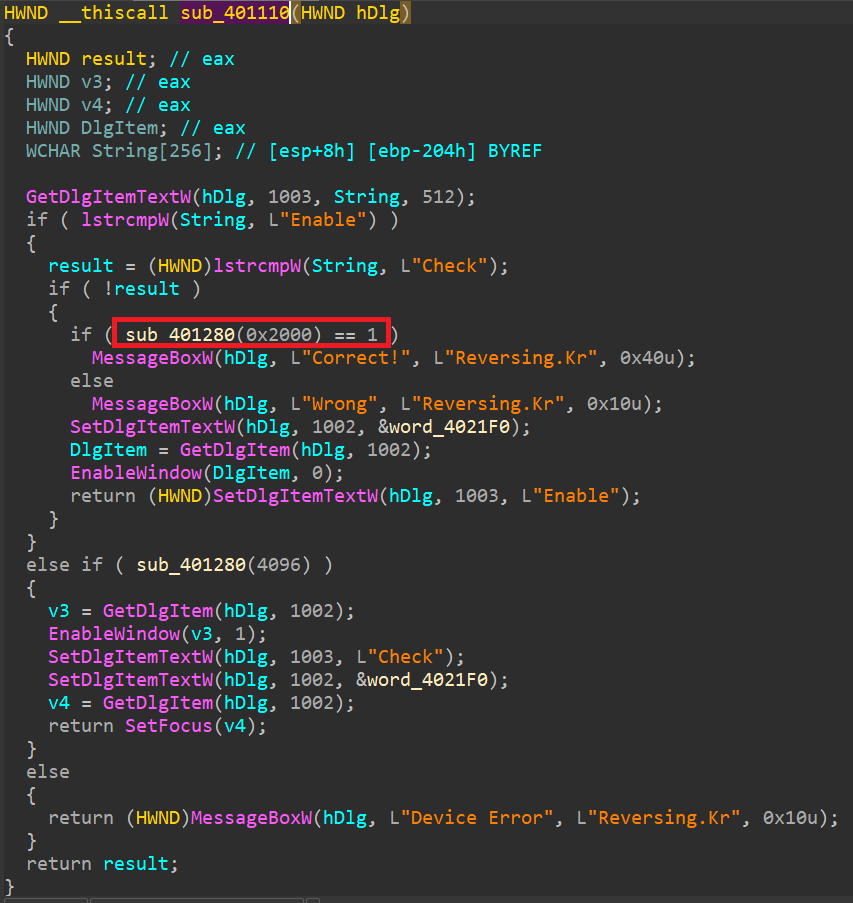 HWND __thiscall sub_401110(HWND hDlg)
{
  HWND result; // eax
  HWND v3; // eax
  HWND v4; // eax
  HWND DlgItem; // eax
  WCHAR String[256]; // [esp+8h] [ebp-204h] BYREF

  GetDlgItemTextW(hDlg, 1003, String, 512);
  if ( lstrcmpW(String, L"Enable") )
  {
    result = (HWND)lstrcmpW(String, L"Check");
    if ( !result )
    {
      if ( sub_401280(0x2000) == 1 )
        MessageBoxW(hDlg, L"Correct!", L"Reversing.Kr", 0x40u);
      else
        MessageBoxW(hDlg, L"Wrong", L"Reversing.Kr", 0x10u);
      SetDlgItemTextW(hDlg, 1002, &word_4021F0);
      DlgItem = GetDlgItem(hDlg, 1002);
      EnableWindow(DlgItem, 0);
      return (HWND)SetDlgItemTextW(hDlg, 1003, L"Enable");
    }
  }
  else if ( sub_401280(4096) )
  {
    v3 = GetDlgItem(hDlg, 1002);
    EnableWindow(v3, 1);
    SetDlgItemTextW(hDlg, 1003, L"Check");
    SetDlgItemTextW(hDlg, 1002, &word_4021F0);
    v4 = GetDlgItem(hDlg, 1002);
    return SetFocus(v4);
  }
  else
  {
    return (HWND)MessageBoxW(hDlg, L"Device Error", L"Reversing.Kr", 0x10u);
  }
  return result;
}